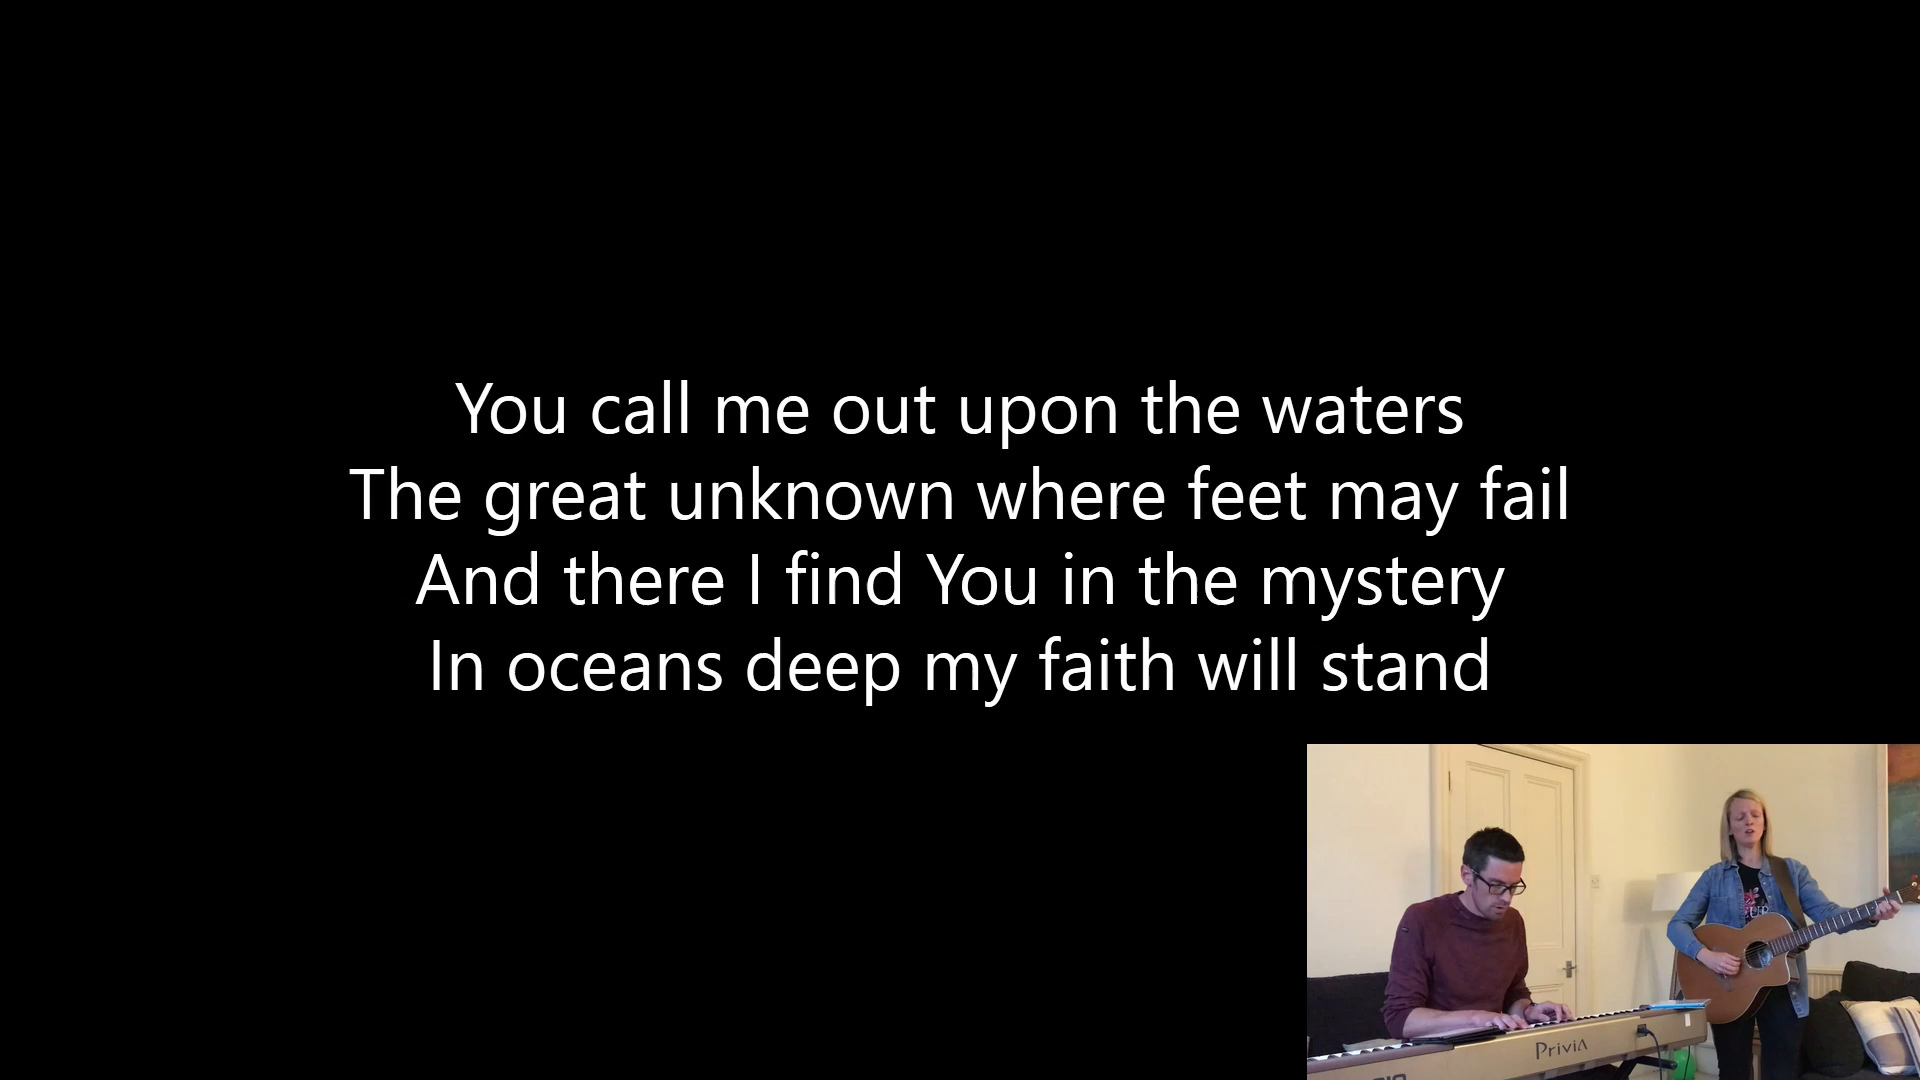 You call me out upon the waters
The great unknown where feet may fail
And there I find You in the mystery
In oceans deep my faith will stand
Privia